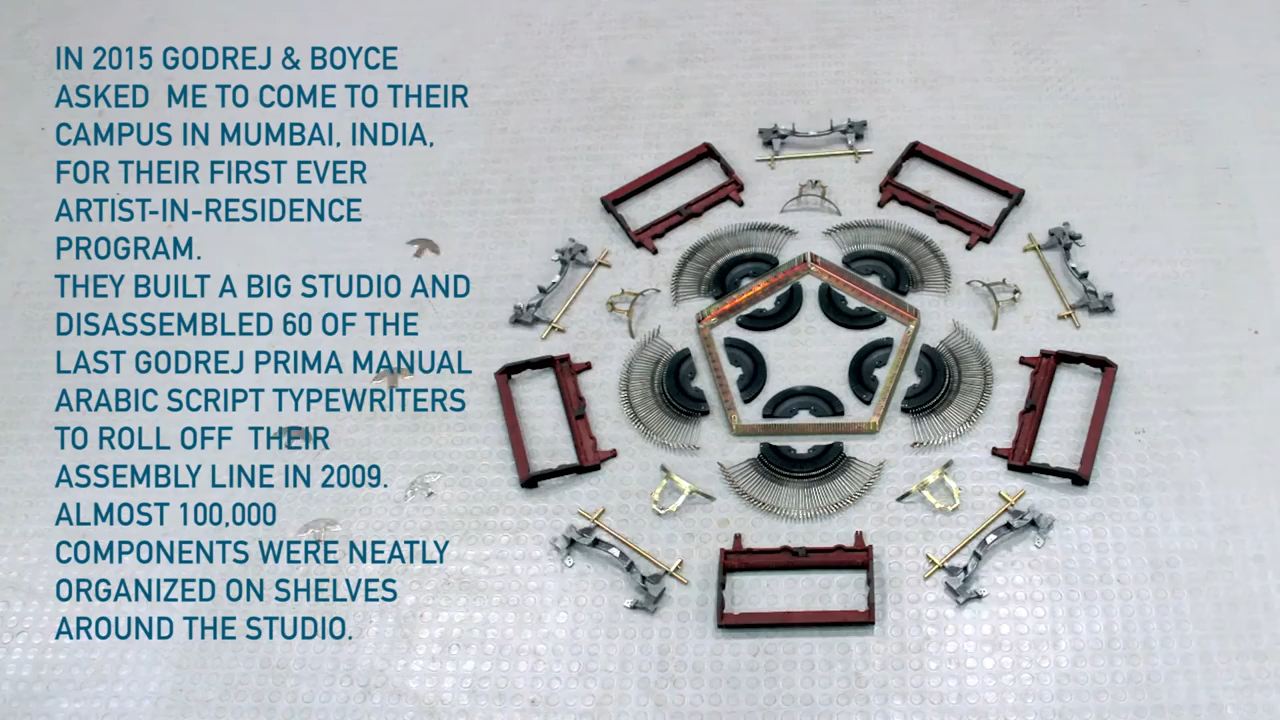 IN 2015 GODREJ & BOYCE
ASKED  ME TO COME TO THEIR
CAMPUS IN MUMBAI, INDIA,
FOR THEIR FIRST EVER
ARTIST-IN-RESIDENCE
PROGRAM.
THEY BUILT A BIG STUDIO AND
DISASSEMBLED 60 OF THE
LAST GODREJ PRIMA MANUAL
ARABIC SCRIPT TYPEWRITERS
TO ROLL OFF  THEIR
ASSEMBLY LINE IN 2009.
ALMOST 100,000
COMPONENTS WERE NEATLY
ORGANIZED ON SHELVES
AROUND THE STUDIO.